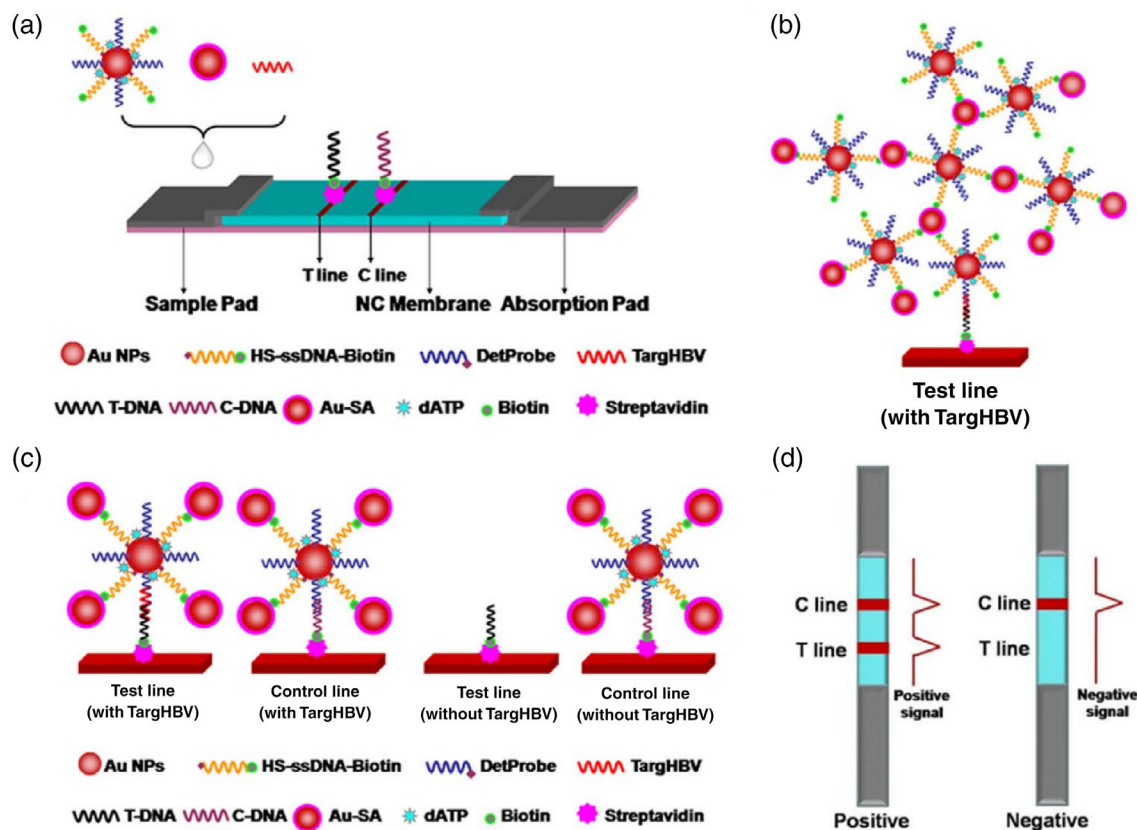 (a)
T line C line
Sample Pad NC Membrane Absorption Pad
Au NPs HS-ssDNA-Biotin DetProbe TargHBV
T-DNA C-DNA Au-SA dATP Biotin Streptavidin
(b)
Test line
(with TargHBV)
(c)
Test line
(with TargHBV)
Control line
(with TargHBV)
Test line
(without TargHBV)
Control line
(without TargHBV)
Au NPs HS-ssDNA-Biotin DetProbe TargHBV
T-DNA C-DNA Au-SA dATP Biotin Streptavidin
(d)
C line
T line
Positive
signal
Positive
C line
T line
Negative
signal
Negative